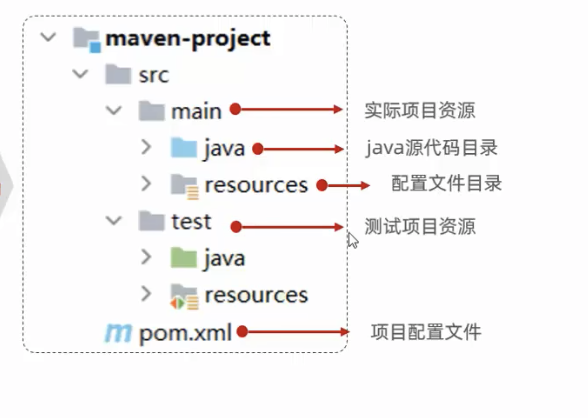 maven-project
src
main 实际项目资源
java java源代码目录
resources 配置文件目录
test 测试项目资源
java
resources
m pom.xml 项目配置文件